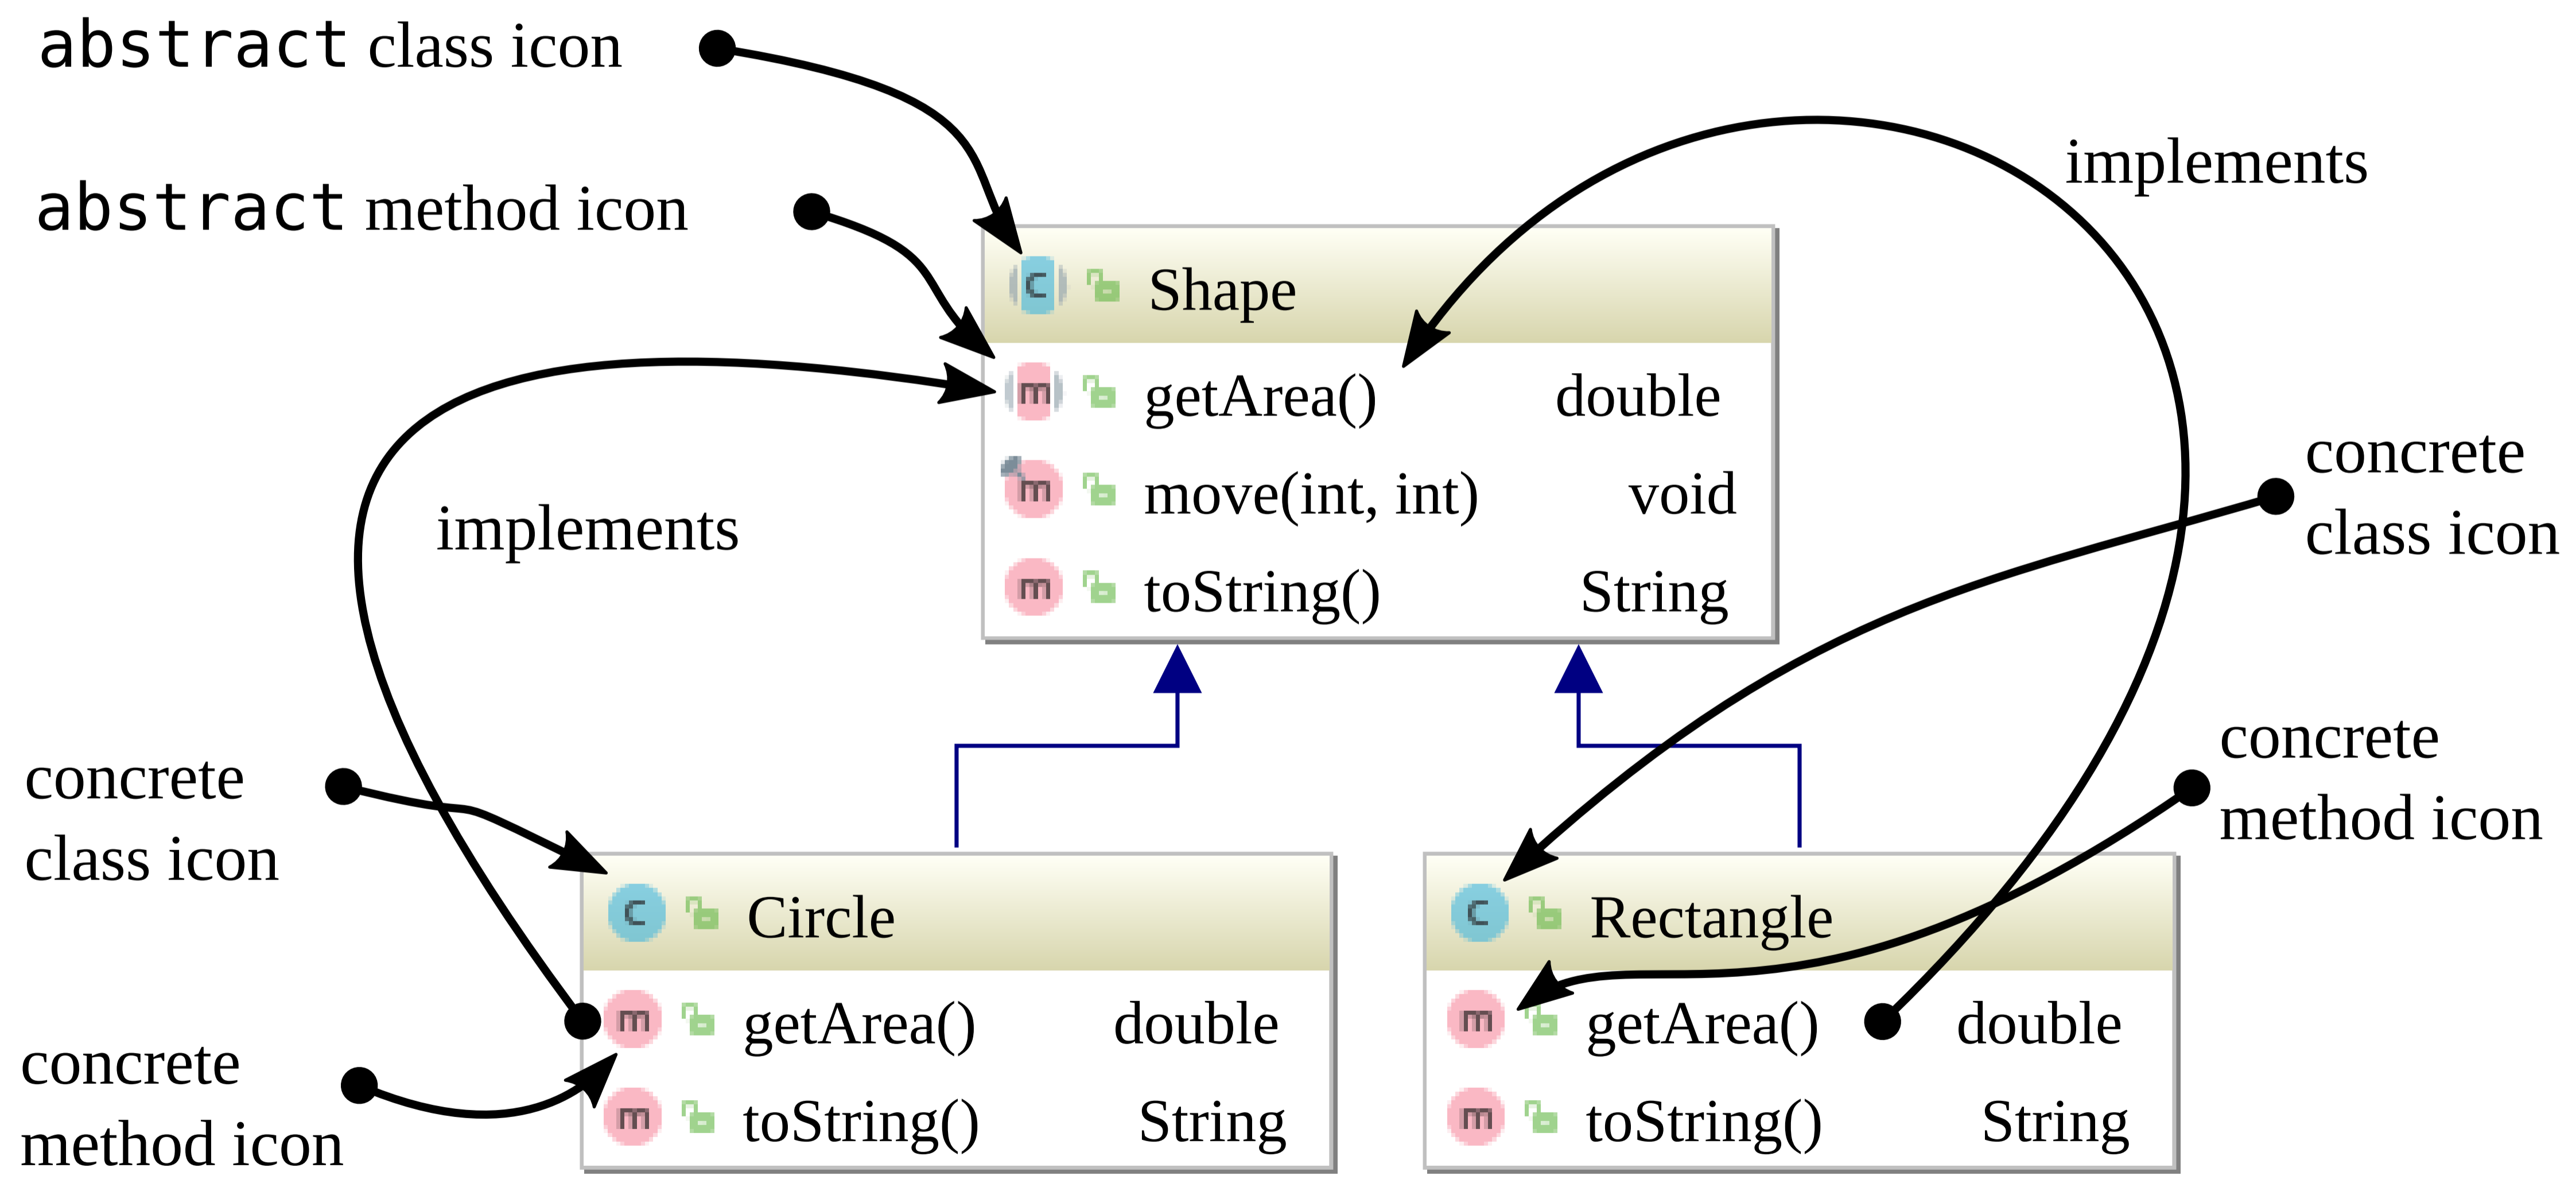 abstract class icon
abstract method icon
implements
implements
C Shape
m getArea() double
m move(int, int) void
m toString() String
concrete
class icon
concrete
method icon
concrete
class icon
concrete
method icon
C Circle
m getArea() double
m toString() String
C Rectangle
m getArea() double
m toString() String